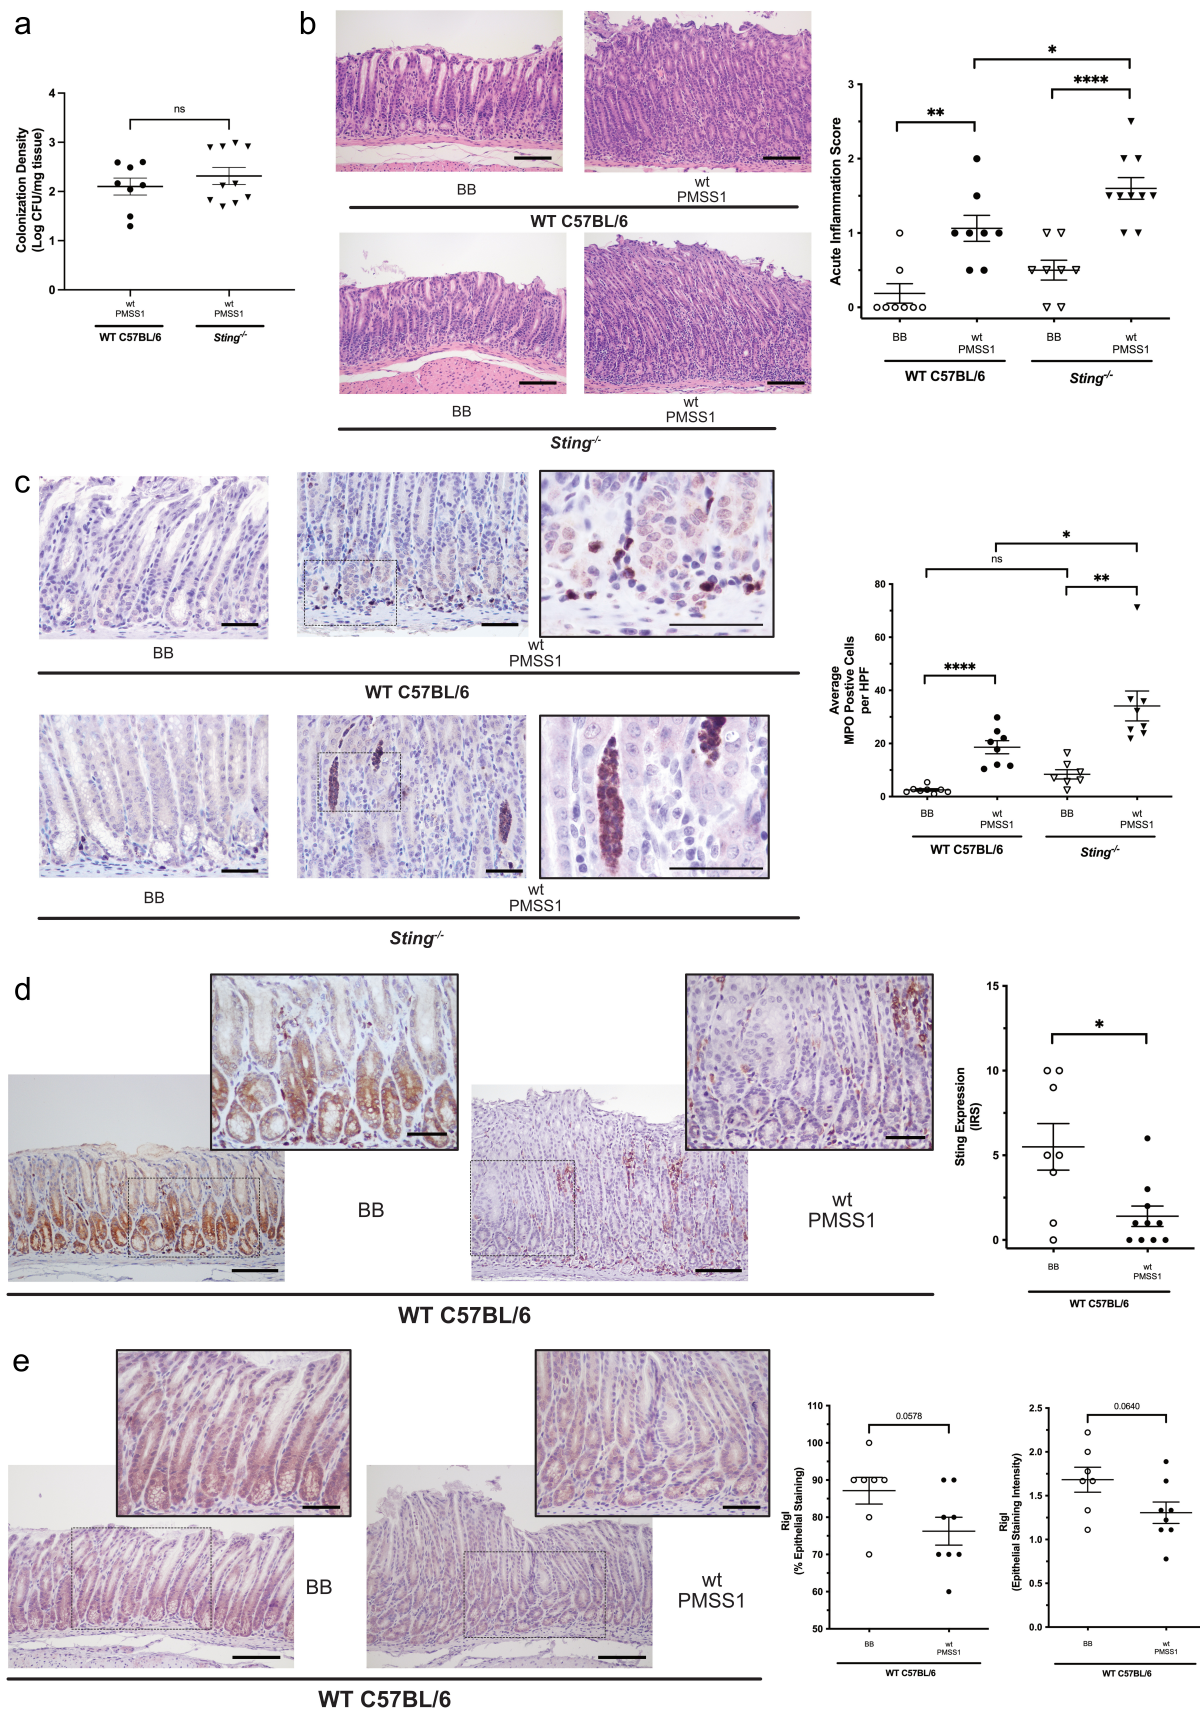 a
Colonization Density
(Log CFU/mg tissue)
4
3
2
1
0
ns
wt
PMSS1
wt
PMSS1
WT C57BL/6
Sting-/-
b
BB
wt
PMSS1
WT C57BL/6
BB
wt
PMSS1
Sting-/-
Acute Inflammation Score
3
2
1
0
*
****
**
BB
wt
PMSS1
BB
wt
PMSS1
WT C57BL/6
Sting-/-
c
BB
wt
PMSS1
WT C57BL/6
BB
wt
PMSS1
Sting-/-
Average
MPO Postive Cells
per HPF
80
60
40
20
0
*
ns
**
****
BB
wt
PMSS1
BB
wt
PMSS1
WT C57BL/6
Sting-/-
d
BB
wt
PMSS1
WT C57BL/6
Sting Expression
(IRS)
15
10
5
0
*
BB
wt
PMSS1
WT C57BL/6
e
BB
wt
PMSS1
WT C57BL/6
RigI
(% Epithelial Staining)
110
100
90
80
70
60
50
0.0578
BB
wt
PMSS1
WT C57BL/6
RigI
(Epithelial Staining Intensity)
2.5
2.0
1.5
1.0
0.5
0.0
0.0640
BB
wt
PMSS1
WT C57BL/6